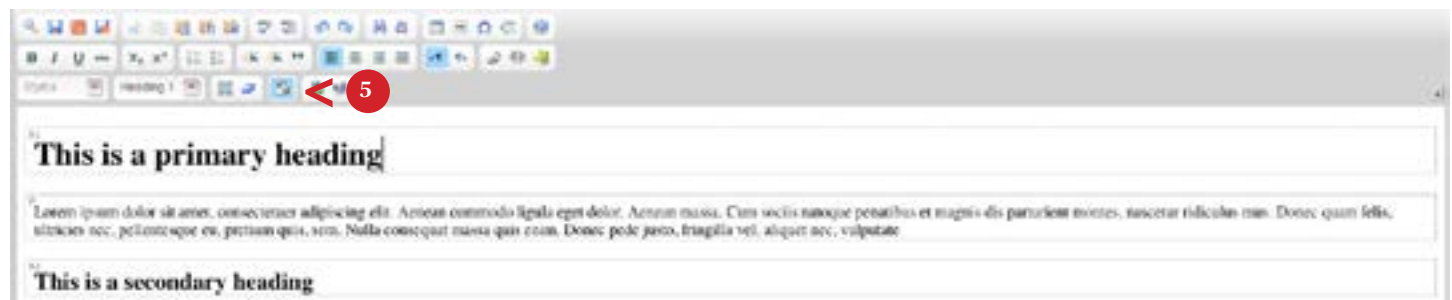 B I U
Heading 1
< 5
This is a primary heading
Lorem ipsum dolor sit amet, consectetuer adipiscing elit. Aenean commodo ligula eget dolor. Aenean massa. Cum sociis natoque penatibus et magnis dis parturient montes, nascetur ridiculus mus. Donec quam felis,
ultricies nec, pellentesque eu, pretium quis, sem. Nulla consequat massa quis enim. Donec pede justo, fringilla vel, aliquet nec, vulputate
This is a secondary heading